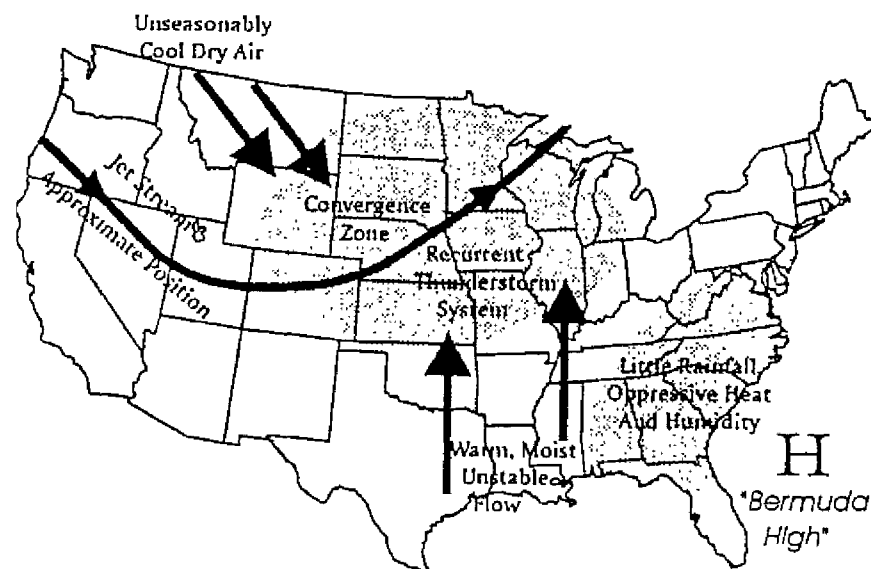 Unseasonably
Cool Dry Air
Jet Stream's
Approximate Position
Convergence
Zone
Recurrent
Thunderstorm
System
Little Rainfall
Oppressive Heat
And Humidity
Warm, Moist
Unstable
Flow
H
"Bermuda
High"